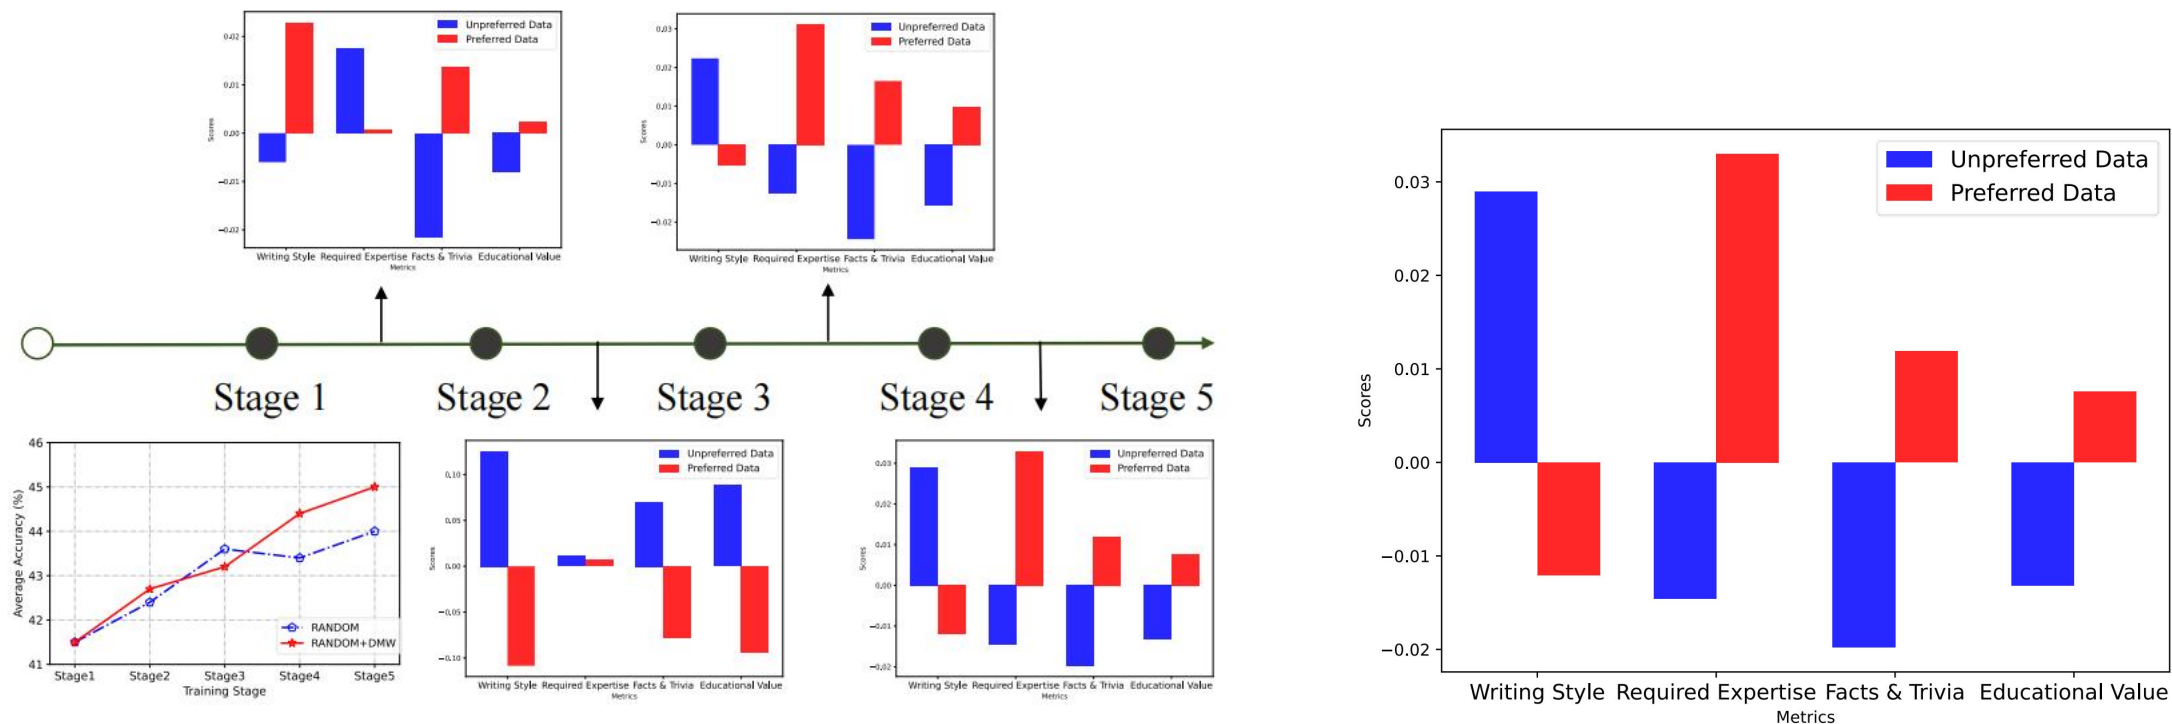 Unpreferred Data
Preferred Data
0.02
0.01
0.00
−0.01
−0.02
Scores
Writing Style Required Expertise Facts & Trivia Educational Value
Metrics
Unpreferred Data
Preferred Data
0.03
0.02
0.01
0.00
−0.01
−0.02
Scores
Writing Style Required Expertise Facts & Trivia Educational Value
Metrics
Stage 1
Stage 2
Stage 3
Stage 4
Stage 5
46
45
44
43
42
41
Average Accuracy (%)
RANDOM
RANDOM+DMW
Stage1 Stage2 Stage3 Stage4 Stage5
Training Stage
Unpreferred Data
Preferred Data
0.10
0.05
0.00
−0.05
−0.10
Scores
Writing Style Required Expertise Facts & Trivia Educational Value
Metrics
Unpreferred Data
Preferred Data
0.03
0.02
0.01
0.00
−0.01
−0.02
Scores
Writing Style Required Expertise Facts & Trivia Educational Value
Metrics
Unpreferred Data
Preferred Data
0.03
0.02
0.01
0.00
−0.01
−0.02
Scores
Writing Style Required Expertise Facts & Trivia Educational Value
Metrics